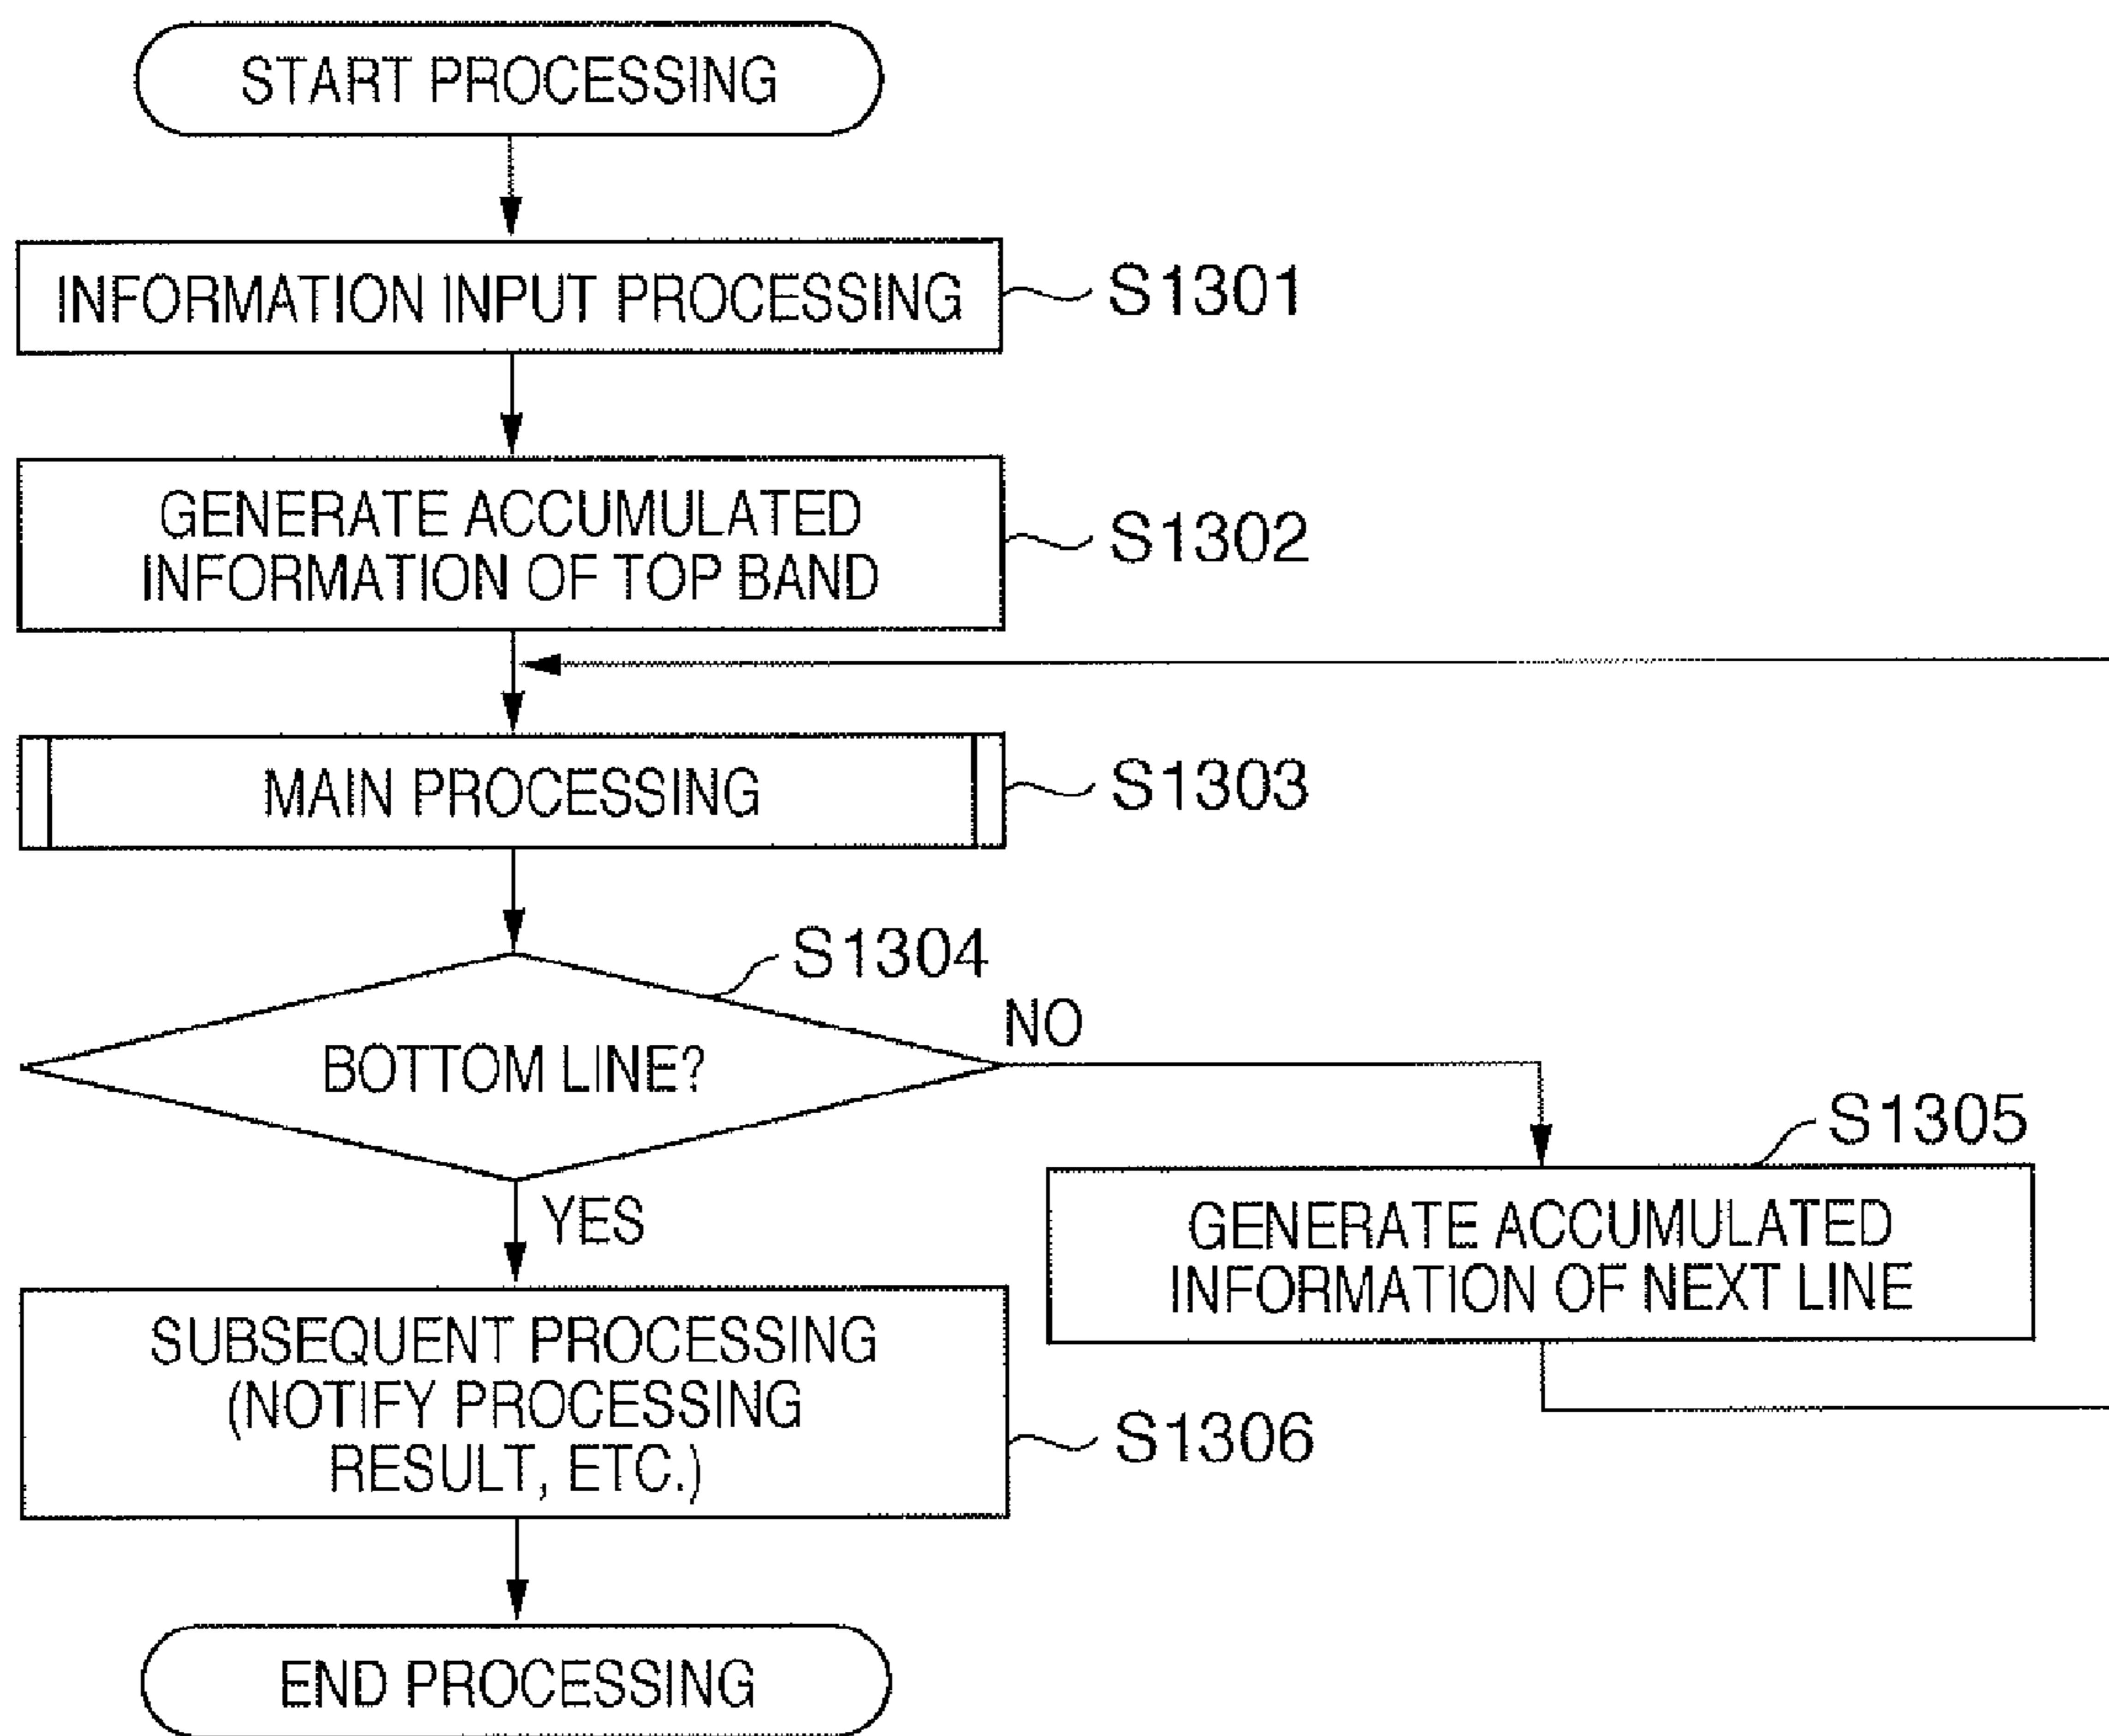 START PROCESSING
INFORMATION INPUT PROCESSING
S1301
GENERATE ACCUMULATED
INFORMATION OF TOP BAND
S1302
MAIN PROCESSING
S1303
S1304
BOTTOM LINE?
NO
YES
S1305
GENERATE ACCUMULATED
INFORMATION OF NEXT LINE
SUBSEQUENT PROCESSING
(NOTIFY PROCESSING
RESULT, ETC.)
S1306
END PROCESSING